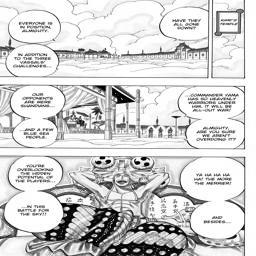 KAMI'S
TEMPLE
HAVE THEY
ALL GONE
DOWN?
EVERYONE IS
IN POSITION,
ALMIGHTY.
IN ADDITION
TO THE THREE
VASSALS'
CHALLENGES...
...COMMANDER YAMA
HAS 50 HEAVENLY
WARRIORS UNDER
HIM. IT WILL BE
ALL-OUT WAR!
ALMIGHTY,
ARE YOU SURE
WE AREN'T
OVERDOING IT?
OUR
OPPONENTS
ARE MERE
SHANDIANS...
...AND A FEW
BLUE SEA
PEOPLE.
YA HA HA HA
HA! THE MORE
THE MERRIER!
AND
BESIDES...
YOU'RE
OVERLOOKING
THE HIDDEN
POTENTIAL OF
THE PLAYERS...
...IN THIS
BATTLE FOR
THE SKY!!